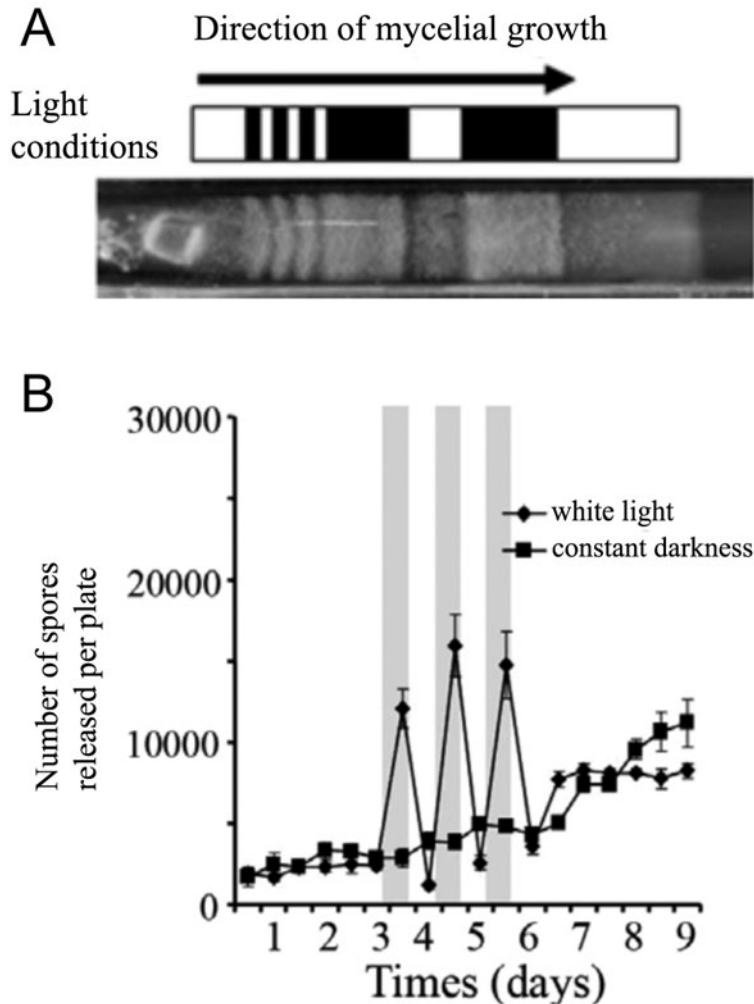 A
Direction of mycelial growth
Light
conditions
B
30000
20000
10000
0
Number of spores
released per plate
white light
constant darkness
1 2 3 4 5 6 7 8 9
Times (days)